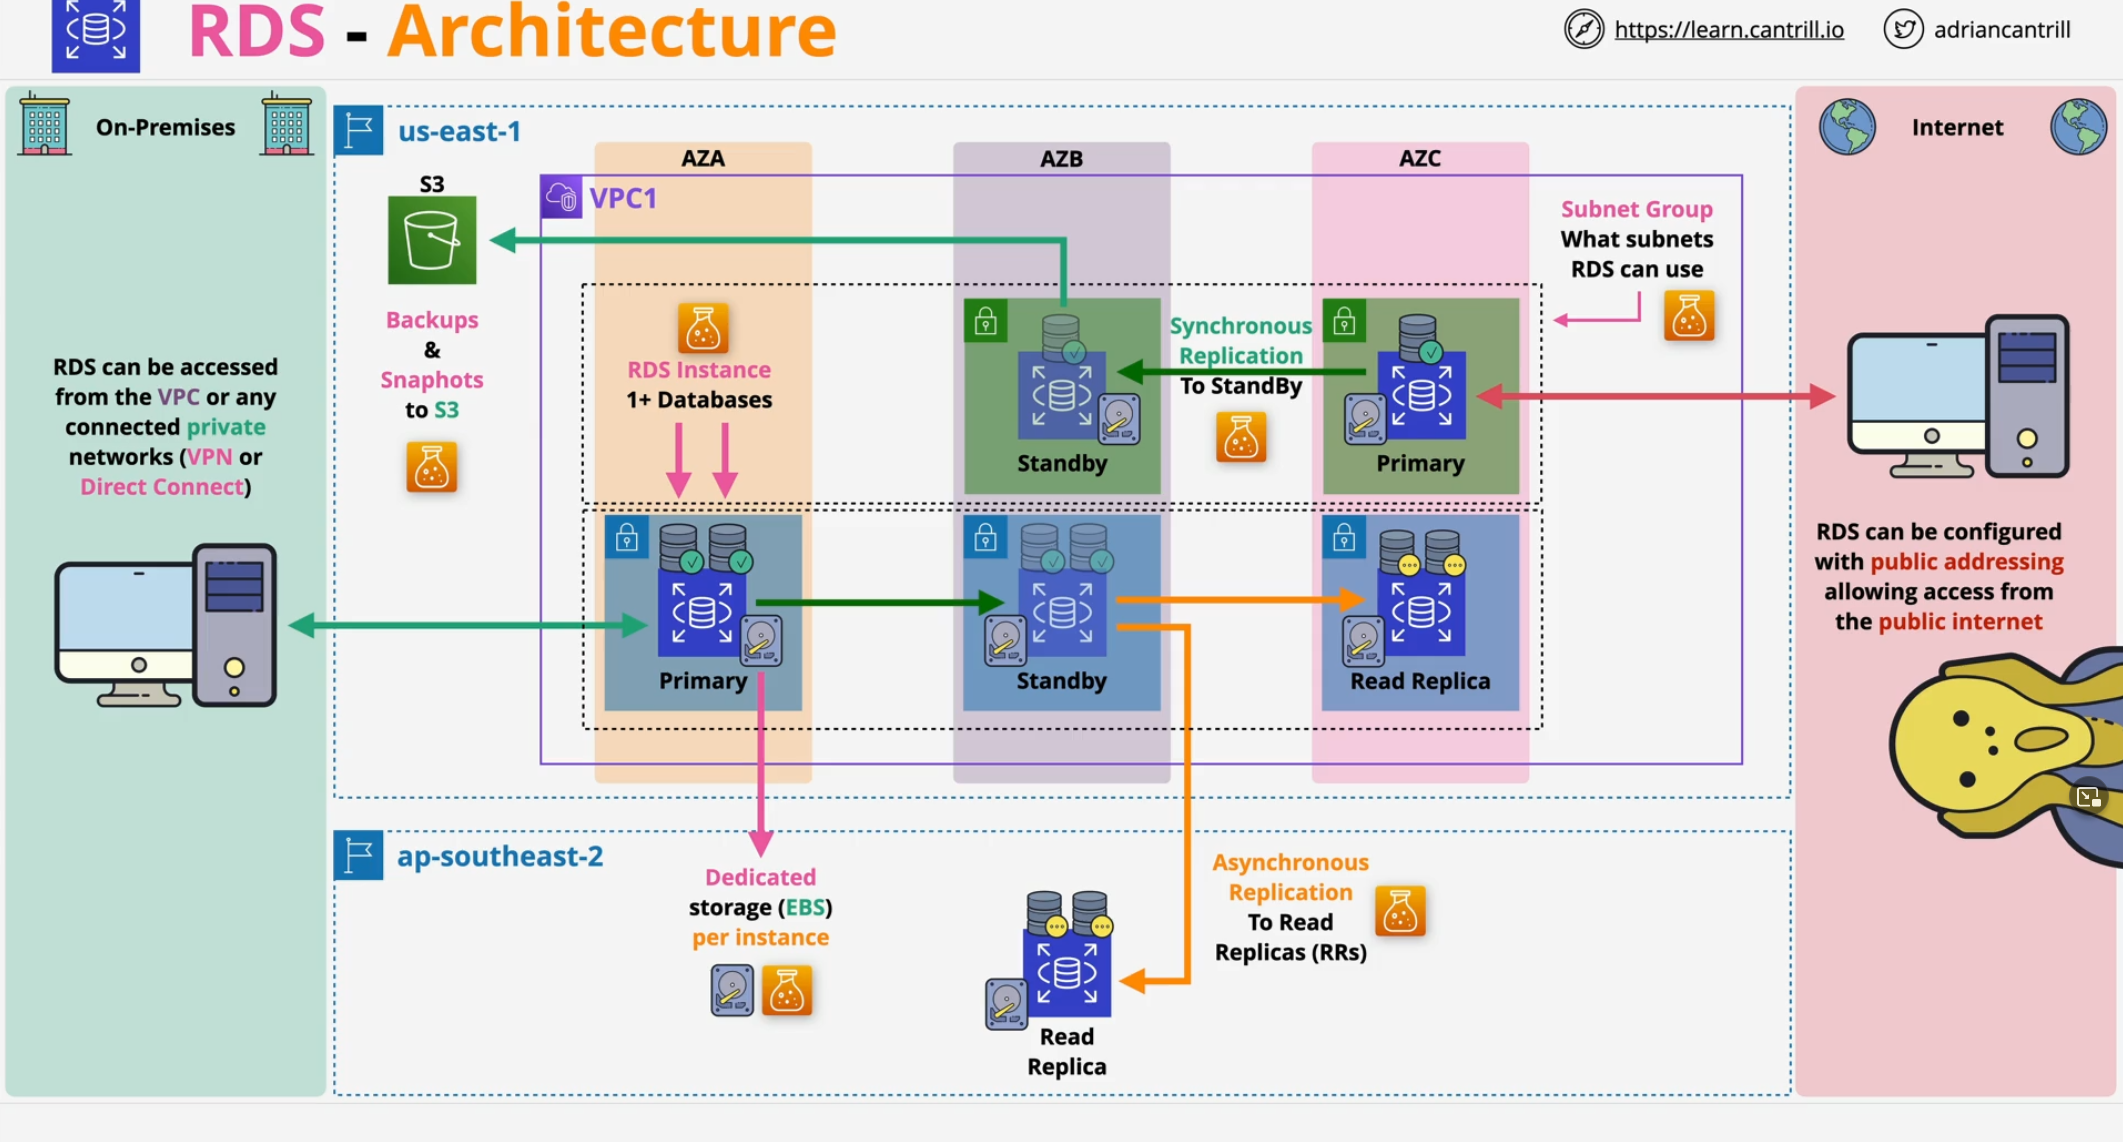 RDS - Architecture
https://learn.cantrill.io
adriancantrill
On-Premises
RDS can be accessed
from the VPC or any
connected private
networks (VPN or
Direct Connect)
us-east-1
S3
Backups
&
Snaphots
to S3
VPC1
AZA
AZB
AZC
RDS Instance
1+ Databases
Standby
Synchronous
Replication
To StandBy
Primary
Subnet Group
What subnets
RDS can use
Primary
Standby
Read Replica
ap-southeast-2
Dedicated
storage (EBS)
per instance
Read
Replica
Asynchronous
Replication
To Read
Replicas (RRs)
Internet
RDS can be configured
with public addressing
allowing access from
the public internet